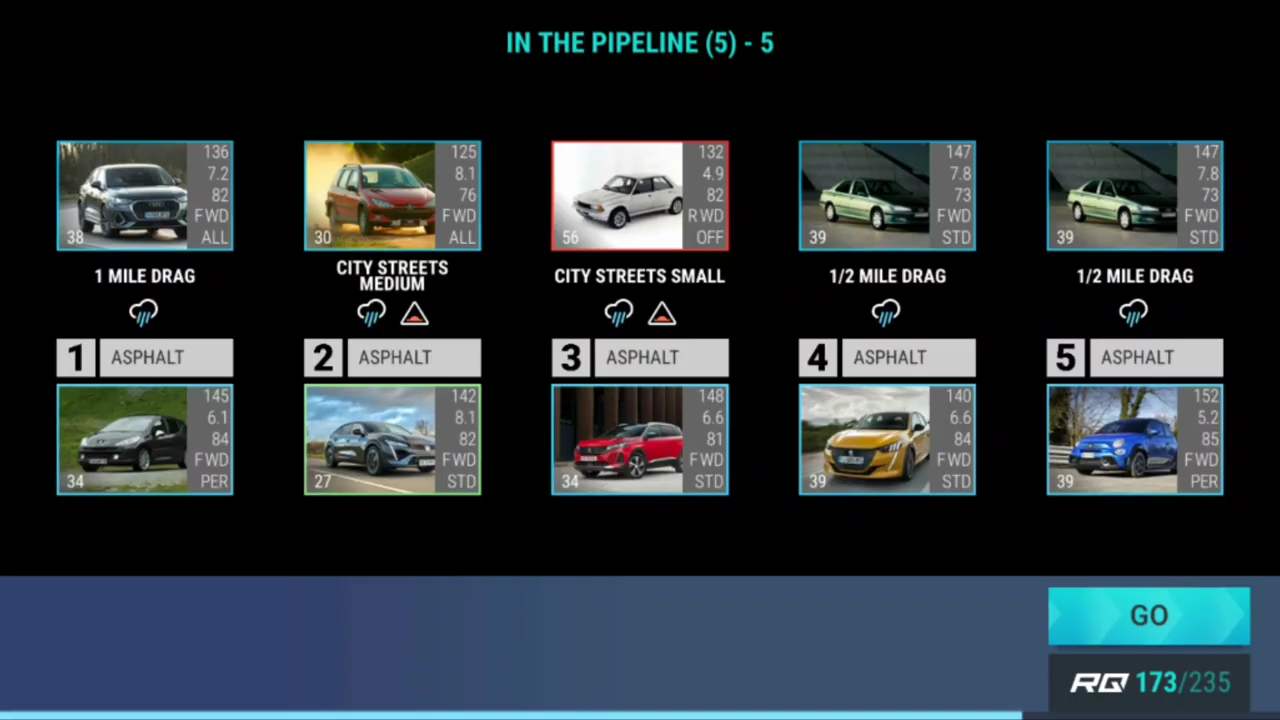 IN THE PIPELINE (5) - 5
136
7.2
82
FWD
38
ALL
125
8.1
76
FWD
30
ALL
132
4.9
82
RWD
56
OFF
147
7.8
73
FWD
39
STD
147
7.8
73
FWD
39
STD
1 MILE DRAG
CITY STREETS
MEDIUM
CITY STREETS SMALL
1/2 MILE DRAG
1/2 MILE DRAG
1 ASPHALT
2 ASPHALT
3 ASPHALT
4 ASPHALT
5 ASPHALT
145
6.1
84
FWD
34
PER
142
8.1
82
FWD
27
STD
148
6.6
81
FWD
34
STD
140
6.6
84
FWD
39
STD
152
5.2
85
FWD
39
PER
GO
RQ 173/235